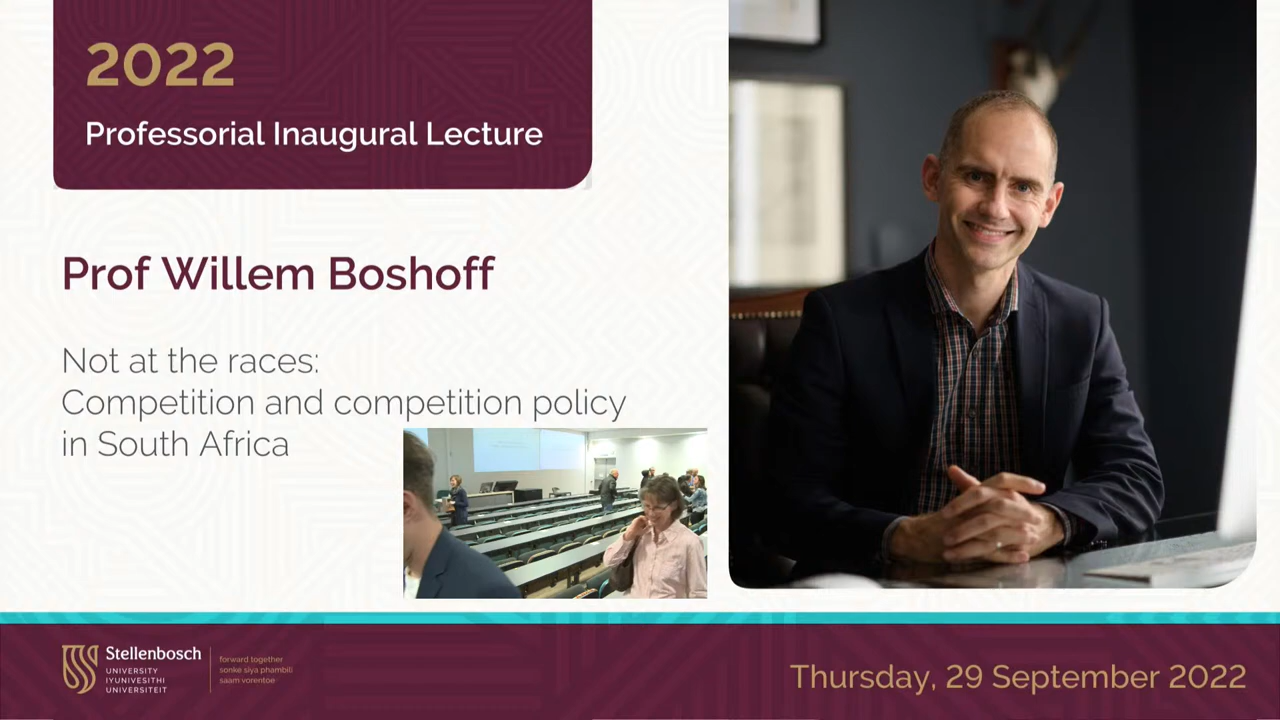 2022
Professorial Inaugural Lecture
Prof Willem Boshoff
Not at the races:
Competition and competition policy
in South Africa
Stellenbosch
UNIVERSITY
IYUNIVESITHI
UNIVERSITEIT
forward together
sonke siya phambili
saam vorentoe
Thursday, 29 September 2022